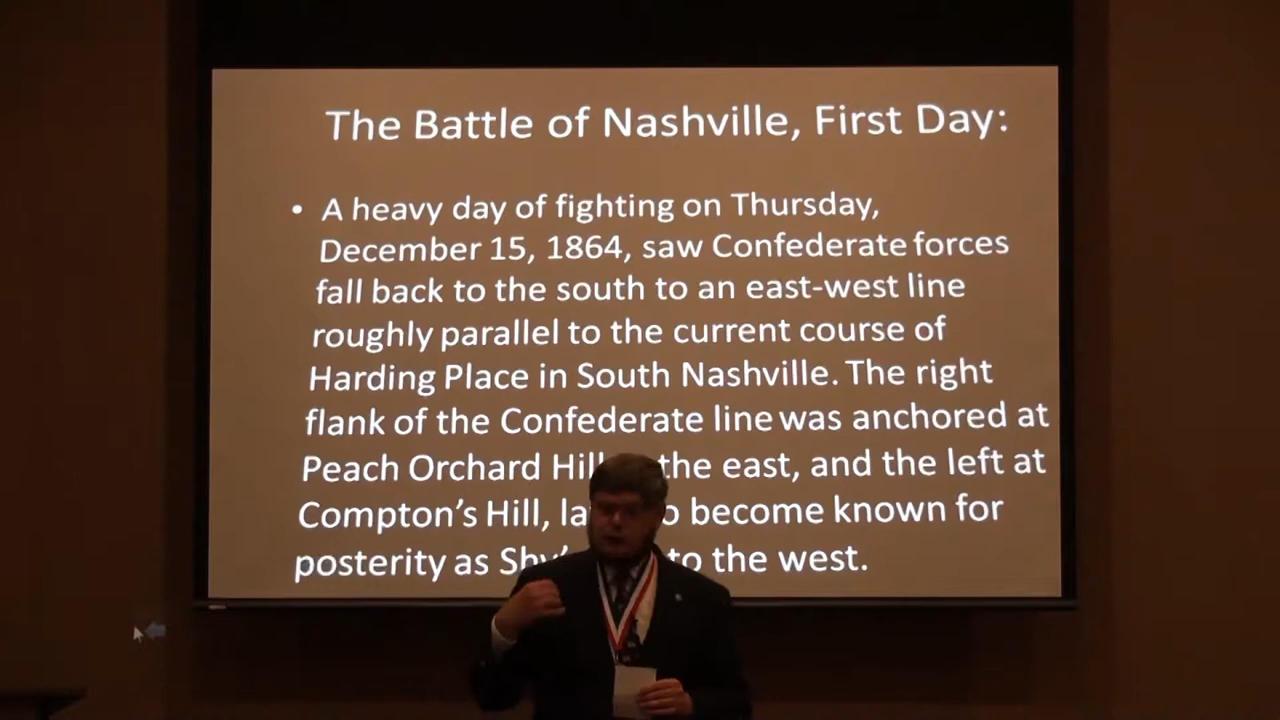 The Battle of Nashville, First Day:
• A heavy day of fighting on Thursday,
December 15, 1864, saw Confederate forces
fall back to the south to an east-west line
roughly parallel to the current course of
Harding Place in South Nashville. The right
flank of the Confederate line was anchored at
Peach Orchard Hill the east, and the left at
Compton's Hill, become known for
posterity as to the west.